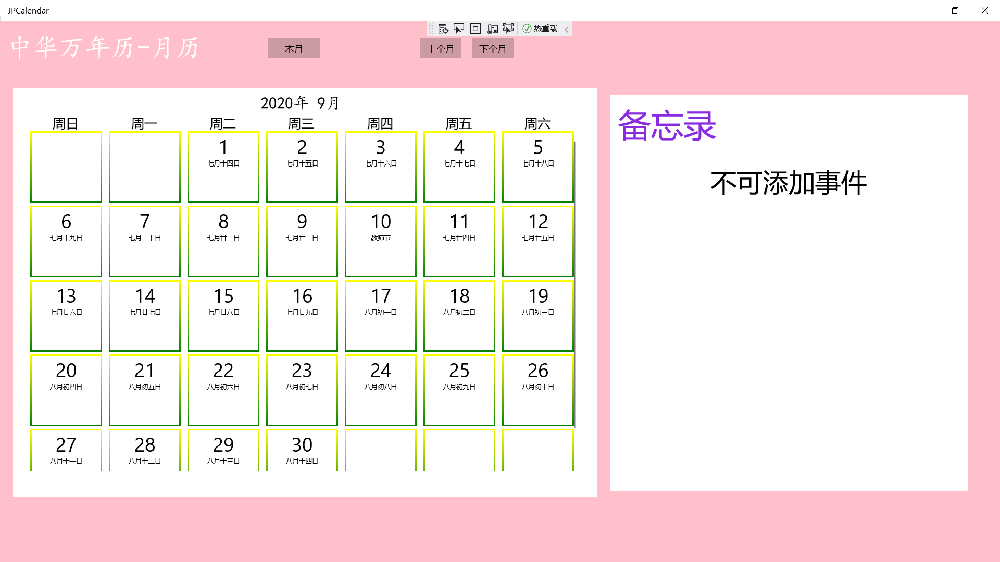 JPCalendar
热重载
中华万年历-月历
本月
上个月
下个月
2020年 9月
周日 周一 周二 周三 周四 周五 周六
1 2 3 4 5
七月十四日 七月十五日 七月十六日 七月十七日 七月十八日
6 7 8 9 10 11 12
七月十九日 七月二十日 七月廿一日 七月廿二日 教师节 七月廿四日 七月廿五日
13 14 15 16 17 18 19
七月廿六日 七月廿七日 七月廿八日 七月廿九日 八月初一日 八月初二日 八月初三日
20 21 22 23 24 25 26
八月初四日 八月初五日 八月初六日 八月初七日 八月初八日 八月初九日 八月初十日
27 28 29 30
八月十一日 八月十二日 八月十三日 八月十四日
备忘录
不可添加事件